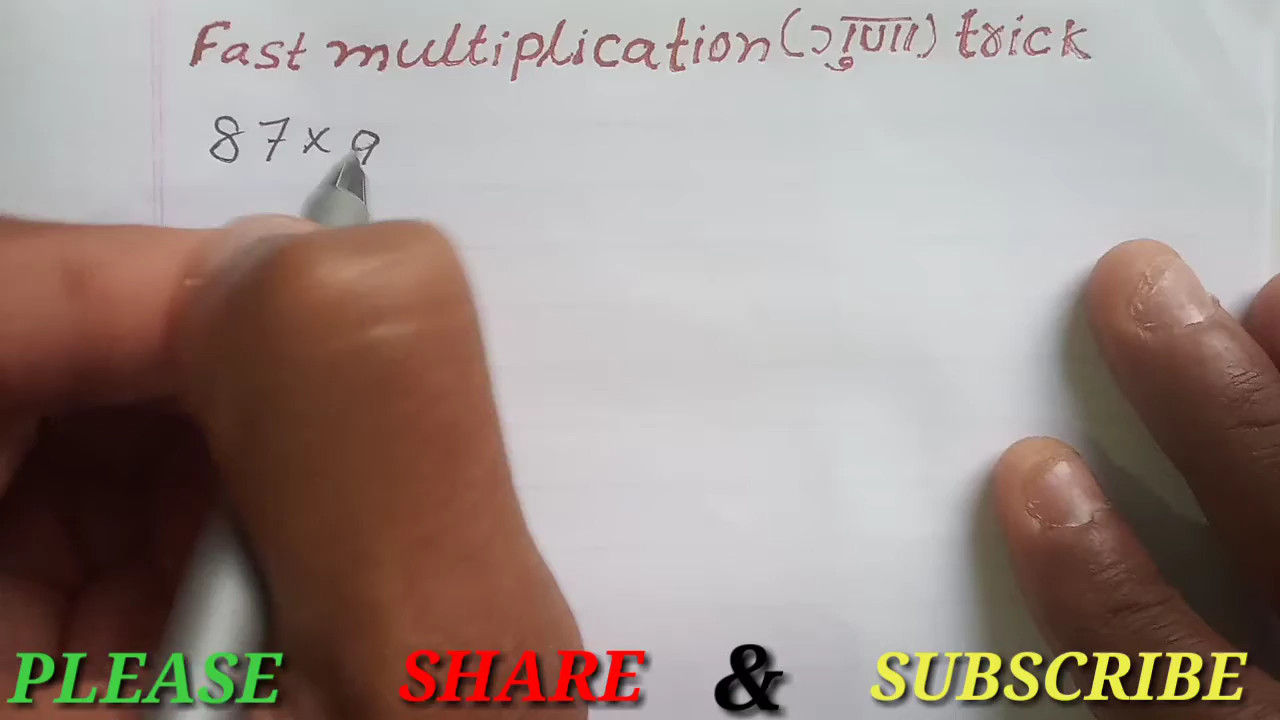 Fast multiplication (গুণ) trick
87 × 9
PLEASE SHARE & SUBSCRIBE